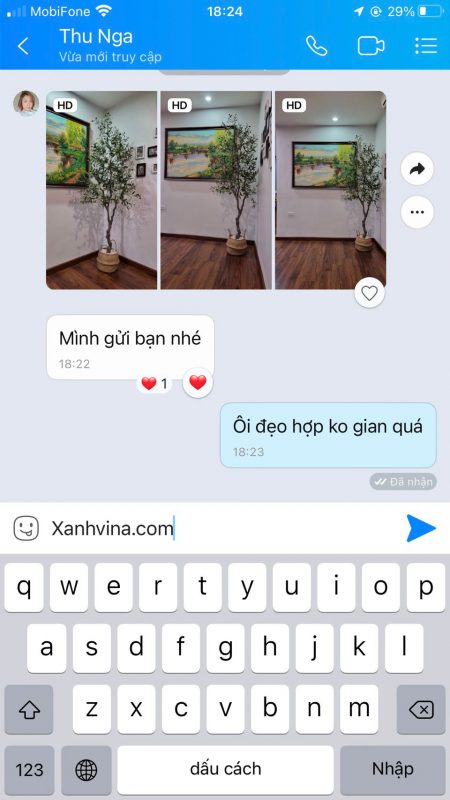 MobiFone
18:24
29%
Thu Nga
Vừa mới truy cập
HD
HD
HD
Mình gửi bạn nhé
18:22
1
Ôi đẹo hợp ko gian quá
18:23
Đã nhận
Xanhvina.com
q w e r t y u i o p
a s d f g h j k l
z x c v b n m
123
dấu cách
Nhập